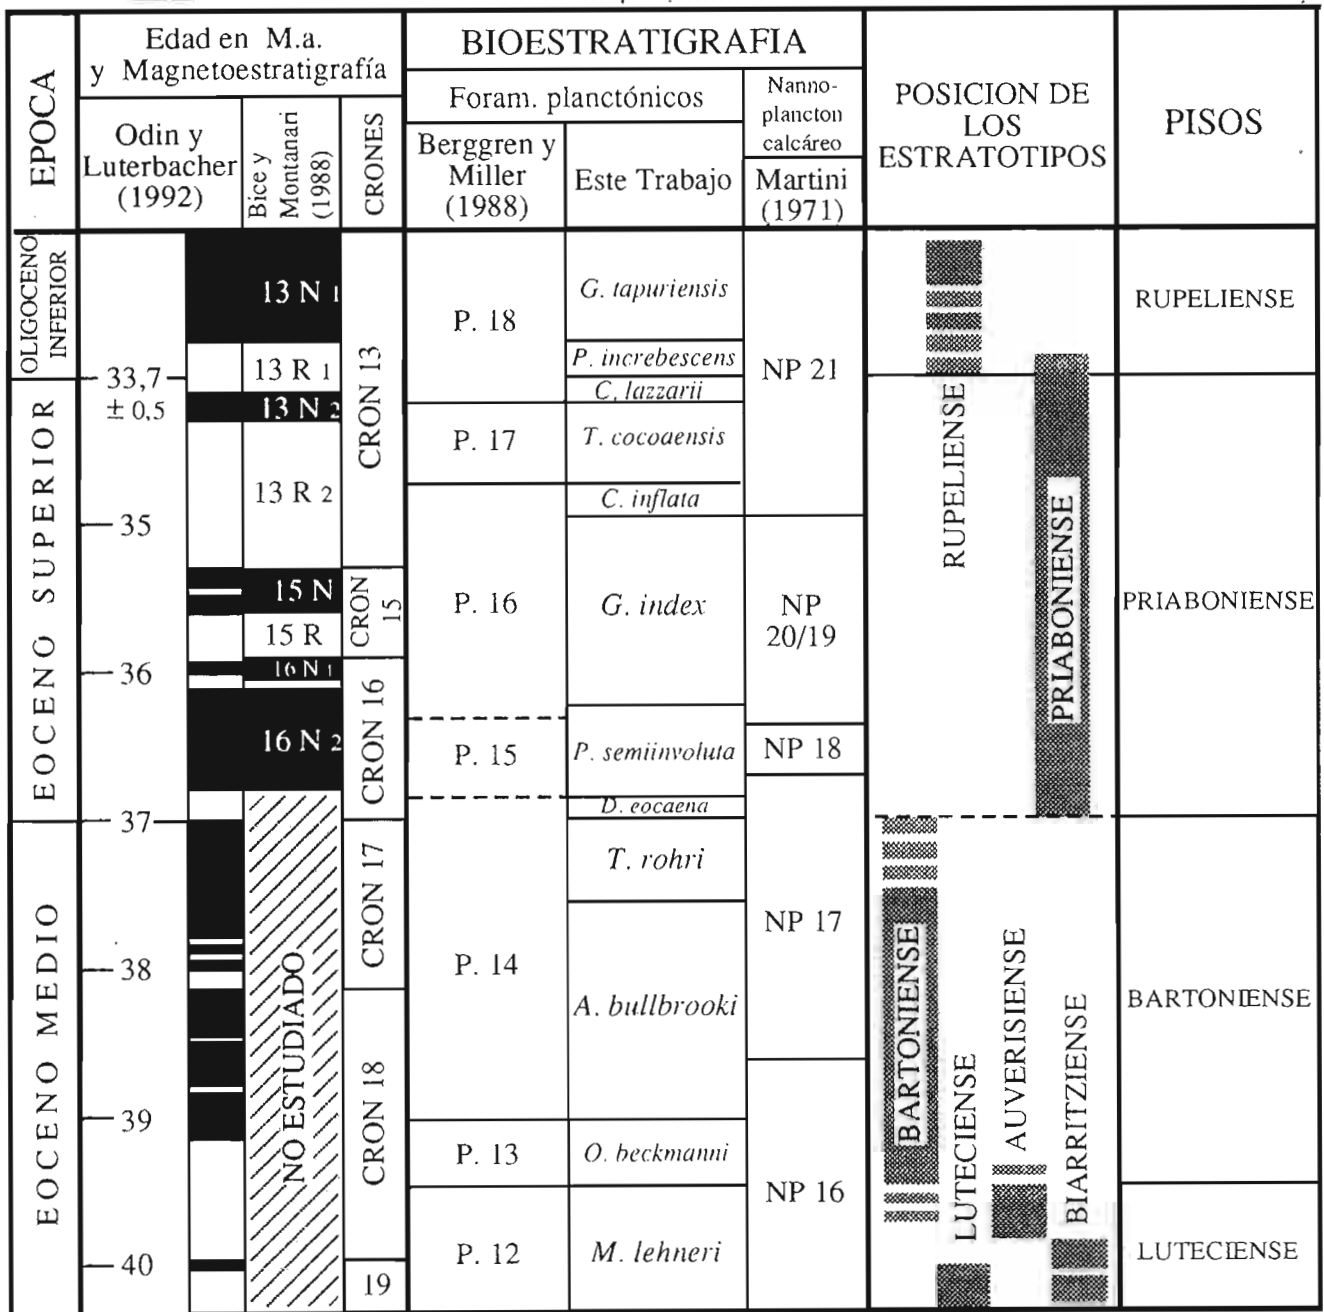 EPOCA
Edad en M.a.
y Magnetoestratigrafía
BIOESTRATIGRAFIA
POSICION DE
LOS
ESTRATOTIPOS
PISOS
Odin y
Luterbacher
(1992)
Bice y
Montanari
(1988)
CRONES
Foram. planctónicos
Nanno-
plancton
calcáreo
Berggren y
Miller
(1988)
Este Trabajo
Martini
(1971)
OLIGOCENO
INFERIOR
EOCENO SUPERIOR
EOCENO MEDIO
33,7
± 0,5
35
36
37
38
39
40
13 N 1
13 R 1
13 N 2
13 R 2
15 N
15 R
16 N 1
16 N 2
NO ESTUDIADO
CRON 13
CRON
15
CRON 16
CRON 17
CRON 18
19
P. 18
P. 17
P. 16
P. 15
P. 14
P. 13
P. 12
G. tapuriensis
P. increbescens
C. lazzarii
T. cocoaensis
C. inflata
G. index
P. semiinvoluta
D. eocaena
T. rohri
A. bullbrooki
O. beckmanni
M. lehneri
NP 21
NP
20/19
NP 18
NP 17
NP 16
RUPELIENSE
PRIABONIENSE
BARTONIENSE
LUTECIENSE
AUVERISIENSE
BIARRITZIENSE
RUPELIENSE
PRIABONIENSE
BARTONIENSE
LUTECIENSE